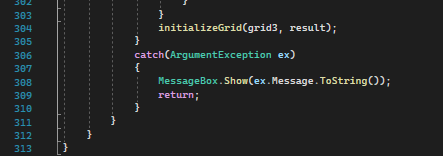 302 }
303 }
304 initializeGrid(grid3, result);
305 }
306 catch(ArgumentException ex)
307 {
308 MessageBox.Show(ex.Message.ToString());
309 return;
310 }
311 }
312 }
313 }